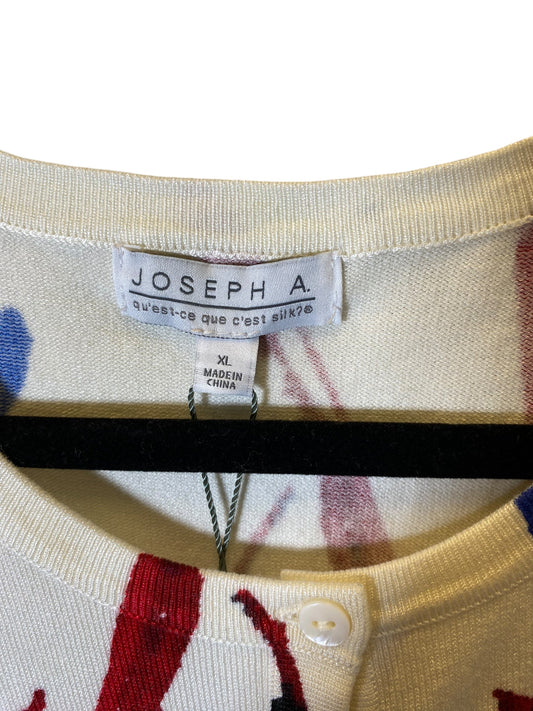 JOSEPH A.
qu'est-ce que c'est silk?®
XL
MADE IN
CHINA